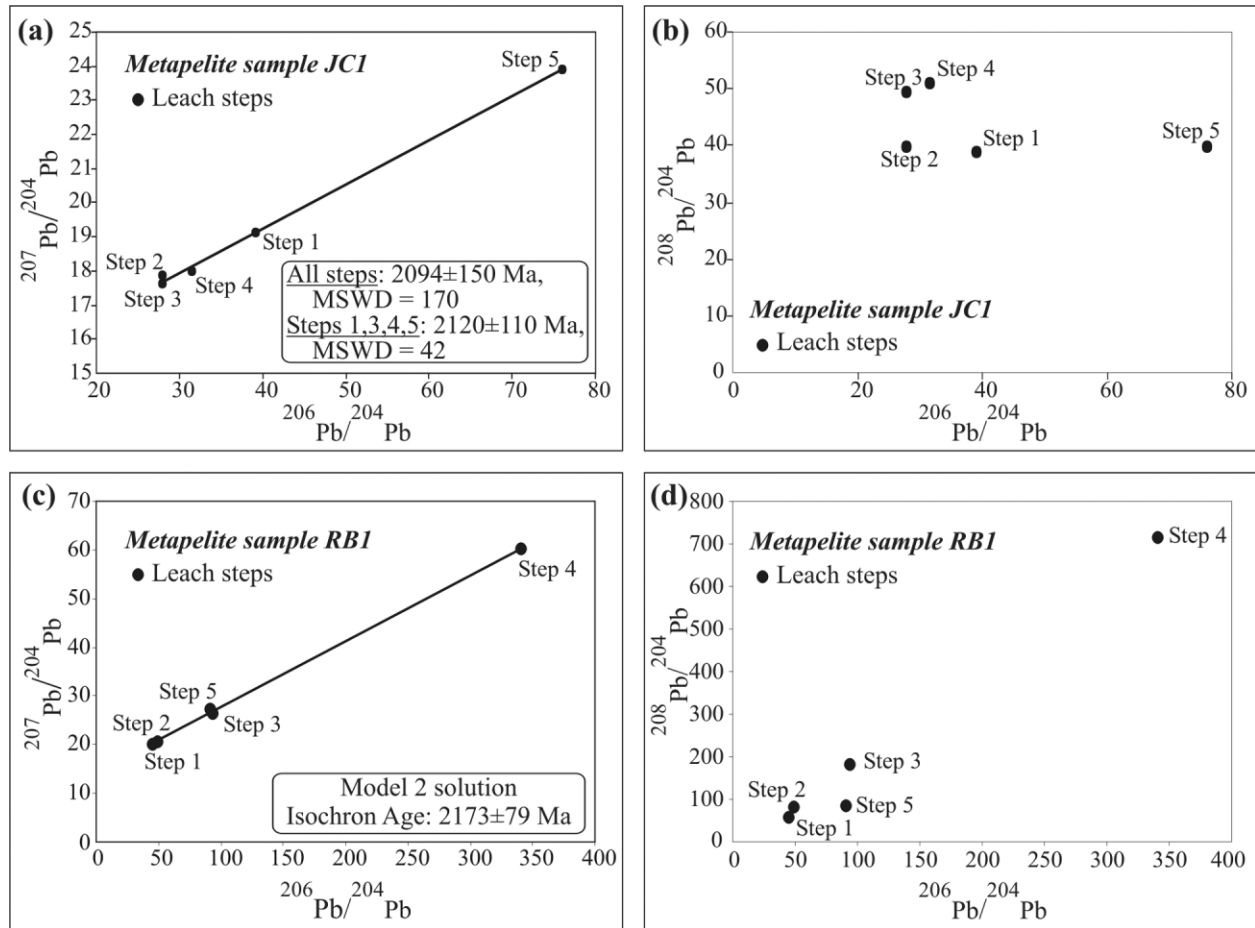 (a)
Metapelite sample JC1
● Leach steps
Step 5
Step 1
Step 2
Step 3
Step 4
All steps: 2094±150 Ma,
MSWD = 170
Steps 1,3,4,5: 2120±110 Ma,
MSWD = 42
24
23
22
21
20
19
18
17
16
15
20 30 40 50 60 70 80
207Pb/204Pb
206Pb/204Pb
(b)
Step 3
Step 4
Step 2
Step 1
Step 5
Metapelite sample JC1
● Leach steps
60
50
40
30
20
10
0
0 20 40 60 80
208Pb/204Pb
206Pb/204Pb
(c)
Metapelite sample RB1
● Leach steps
Step 4
Step 5
Step 3
Step 2
Step 1
Model 2 solution
Isochron Age: 2173±79 Ma
70
60
50
40
30
20
10
0
0 50 100 150 200 250 300 350 400
207Pb/204Pb
206Pb/204Pb
(d)
Metapelite sample RB1
● Leach steps
Step 4
Step 3
Step 2
Step 5
Step 1
800
700
600
500
400
300
200
100
0
0 50 100 150 200 250 300 350 400
208Pb/204Pb
206Pb/204Pb